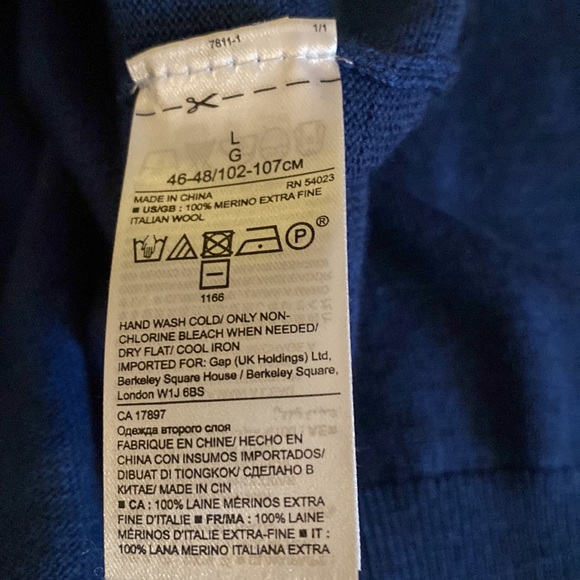 7811-1 1/1
L
G
46-48/102-107CM
RN 54023
MADE IN CHINA
■ US/GB : 100% MERINO EXTRA FINE
ITALIAN WOOL
P ®
1166
HAND WASH COLD/ ONLY NON-
CHLORINE BLEACH WHEN NEEDED/
DRY FLAT/ COOL IRON
IMPORTED FOR: Gap (UK Holdings) Ltd,
Berkeley Square House / Berkeley Square,
London W1J 6BS
CA 17897
Одежда второго слоя
FABRIQUE EN CHINE/ HECHO EN
CHINA CON INSUMOS IMPORTADOS/
DIBUAT DI TIONGKOK/ СДЕЛАНО В
КИТАЕ/ MADE IN CIN
■ CA : 100% LAINE MÉRINOS EXTRA
FINE D'ITALIE ■ FR/MA : 100% LAINE
MÉRINOS D'ITALIE EXTRA-FINE ■ IT :
100% LANA MERINO ITALIANA EXTRA